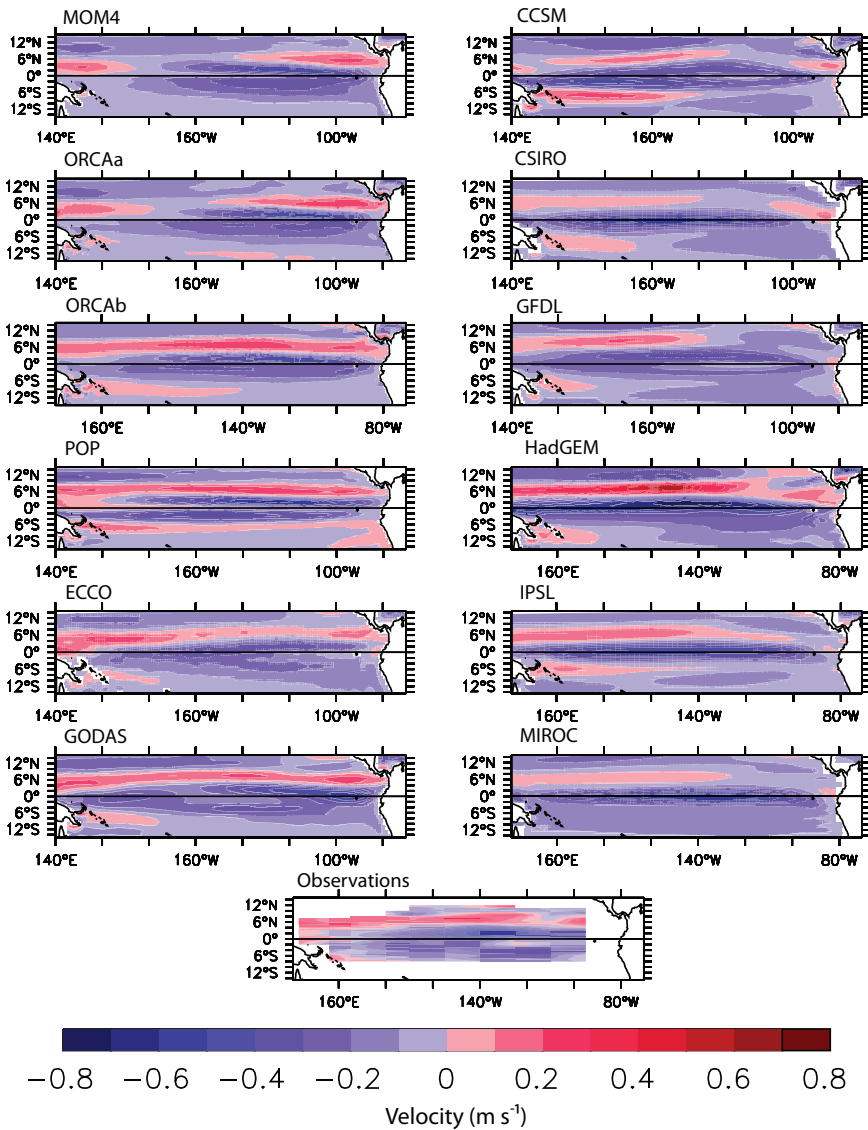 MOM4
12°N
6°N
0°
6°S
12°S
140°E 160°W 100°W
CCSM
12°N
6°N
0°
6°S
12°S
140°E 160°W 100°W
ORCAa
12°N
6°N
0°
6°S
12°S
140°E 160°W 100°W
CSIRO
12°N
6°N
0°
6°S
12°S
140°E 160°W 100°W
ORCAb
12°N
6°N
0°
6°S
12°S
160°E 140°W 80°W
GFDL
12°N
6°N
0°
6°S
12°S
140°E 160°W 100°W
POP
12°N
6°N
0°
6°S
12°S
140°E 160°W 100°W
HadGEM
12°N
6°N
0°
6°S
12°S
160°E 140°W 80°W
ECCO
12°N
6°N
0°
6°S
12°S
140°E 160°W 100°W
IPSL
12°N
6°N
0°
6°S
12°S
160°E 140°W 80°W
GODAS
12°N
6°N
0°
6°S
12°S
140°E 160°W 100°W
MIROC
12°N
6°N
0°
6°S
12°S
160°E 140°W 80°W
Observations
12°N
6°N
0°
6°S
12°S
160°E 140°W 80°W
−0.8 −0.6 −0.4 −0.2 0 0.2 0.4 0.6 0.8
Velocity (m s⁻¹)